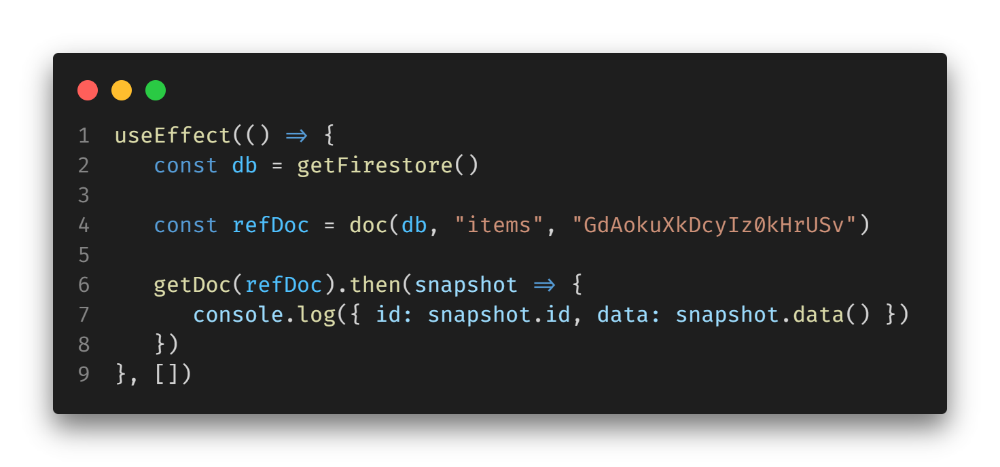 1 useEffect(() => {
2 const db = getFirestore()
3
4 const refDoc = doc(db, "items", "GdAokuXkDcyIz0kHrUSv")
5
6 getDoc(refDoc).then(snapshot => {
7 console.log({ id: snapshot.id, data: snapshot.data() })
8 })
9 }, [])